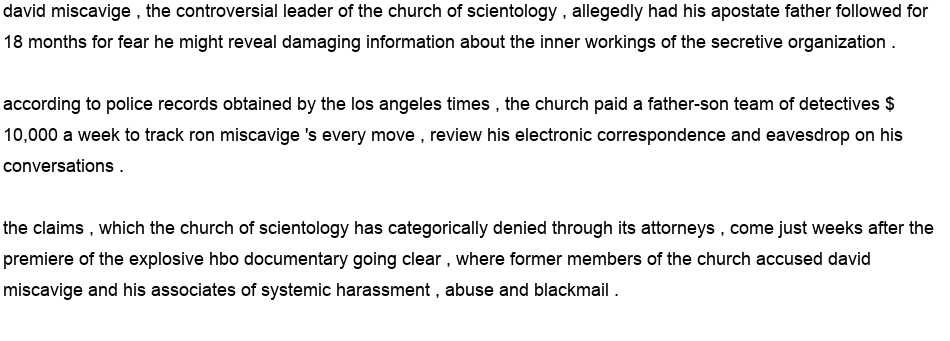 david miscavige , the controversial leader of the church of scientology , allegedly had his apostate father followed for
18 months for fear he might reveal damaging information about the inner workings of the secretive organization .
according to police records obtained by the los angeles times , the church paid a father-son team of detectives $
10,000 a week to track ron miscavige 's every move , review his electronic correspondence and eavesdrop on his
conversations .
the claims , which the church of scientology has categorically denied through its attorneys , come just weeks after the
premiere of the explosive hbo documentary going clear , where former members of the church accused david
miscavige and his associates of systemic harassment , abuse and blackmail .